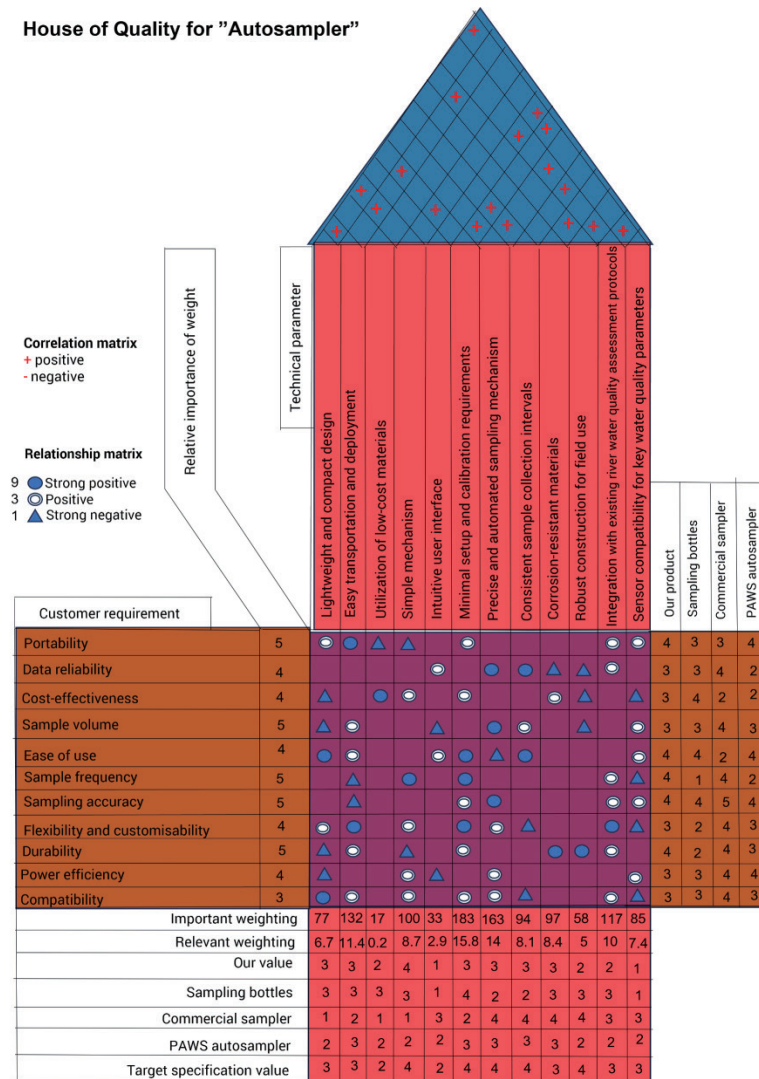 House of Quality for ”Autosampler”
Relative importance of weight
Technical parameter
Correlation matrix
+ positive
- negative
Relationship matrix
9 Strong positive
3 Positive
1 Strong negative
Lightweight and compact design
Easy transportation and deployment
Utilization of low-cost materials
Simple mechanism
Intuitive user interface
Minimal setup and calibration requirements
Precise and automated sampling mechanism
Consistent sample collection intervals
Corrosion-resistant materials
Robust construction for field use
Integration with existing river water quality assessment protocols
Sensor compatibility for key water quality parameters
Our product
Sampling bottles
Commercial sampler
PAWS autosampler
Customer requirement
Portability 5 4 3 3 4
Data reliability 4 3 3 4 2
Cost-effectiveness 4 3 4 2 2
Sample volume 5 3 3 4 3
Ease of use 4 4 4 2 4
Sample frequency 5 4 1 4 2
Sampling accuracy 5 4 4 5 4
Flexibility and customisability 4 3 2 4 3
Durability 5 4 2 4 3
Power efficiency 4 3 3 4 4
Compatibility 3 3 3 4 3
Important weighting 77 132 17 100 33 183 163 94 97 58 117 85
Relevant weighting 6.7 11.4 0.2 8.7 2.9 15.8 14 8.1 8.4 5 10 7.4
Our value 3 3 2 4 1 3 3 3 3 2 2 1
Sampling bottles 3 3 3 3 1 4 2 2 3 3 3 1
Commercial sampler 1 2 1 1 3 2 4 4 4 4 3 3
PAWS autosampler 2 3 2 2 2 3 3 3 3 2 2 2
Target specification value 3 3 2 4 2 4 4 4 3 4 3 3